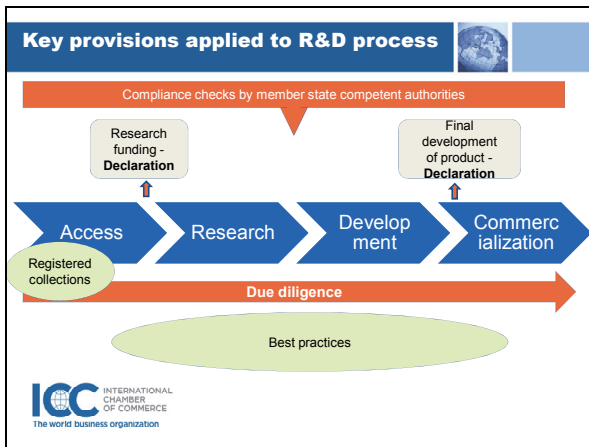 Key provisions applied to R&D process
Compliance checks by member state competent authorities
Research
funding -
Declaration
Final
development
of product -
Declaration
Access
Research
Develop
ment
Commerc
ialization
Registered
collections
Due diligence
Best practices
ICC
INTERNATIONAL
CHAMBER
OF COMMERCE
The world business organization